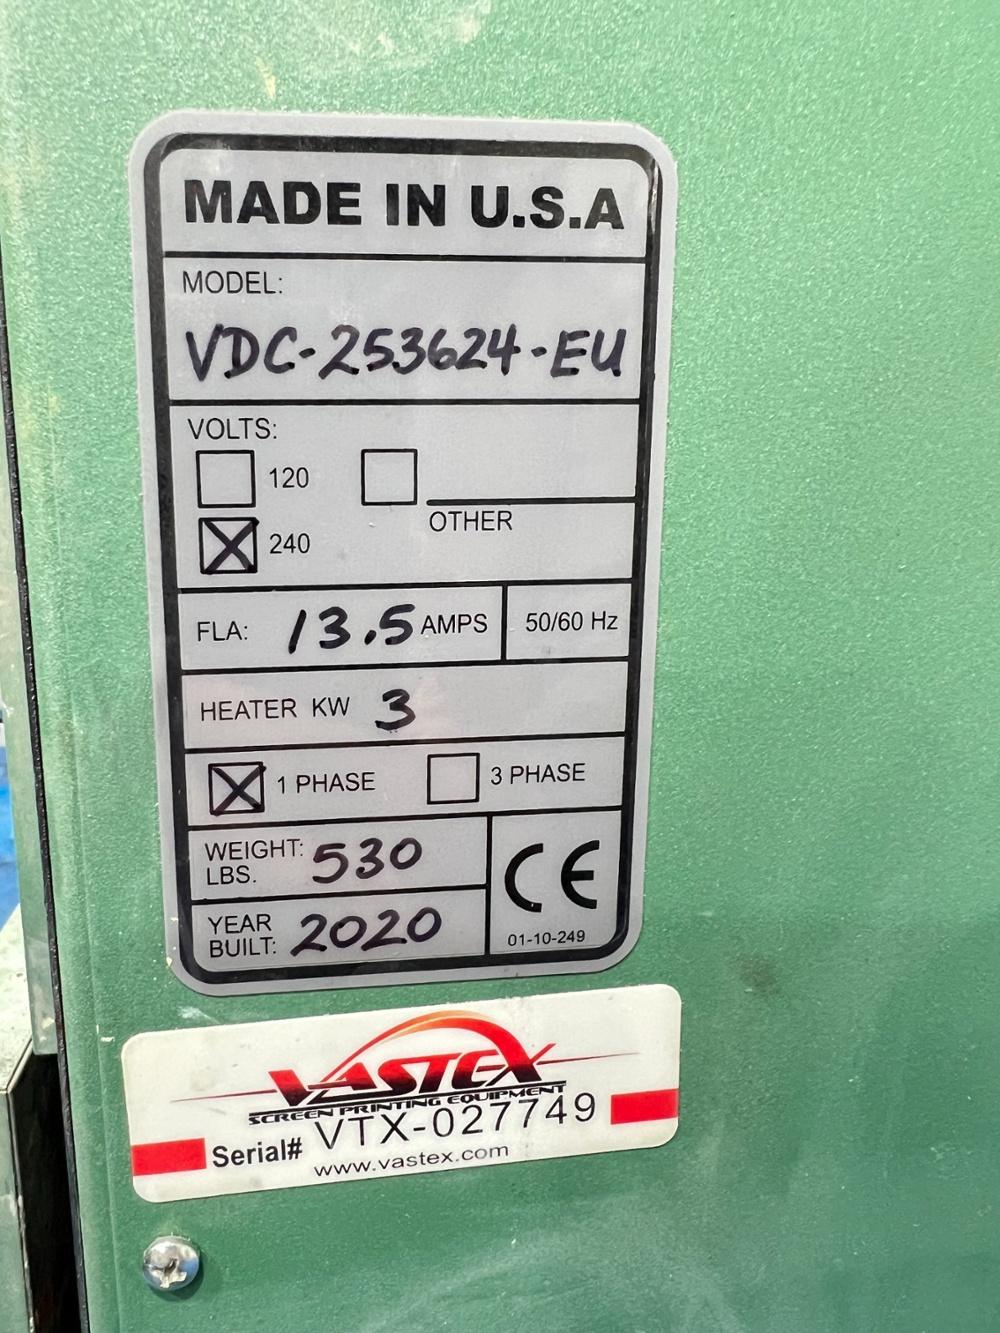 MADE IN U.S.A
MODEL:
VDC-253624-EU
VOLTS:
120
OTHER
240
FLA: 13.5 AMPS 50/60 Hz
HEATER KW 3
1 PHASE 3 PHASE
WEIGHT: 530
LBS.
CE
YEAR
BUILT: 2020
01-10-249
VASTEX
SCREEN PRINTING EQUIPMENT
Serial# VTX-027749
www.vastex.com